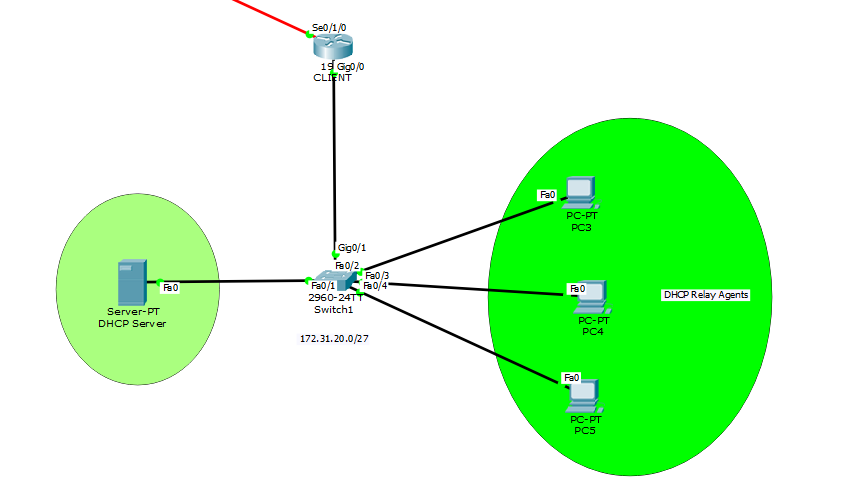 Se0/1/0
19 Gig0/0
CLIENT
Fa0
PC-PT
PC3
Gig0/1
Fa0/2
Fa0/3
Fa0
Fa0/1
Fa0/4
Fa0
DHCP Relay Agents
2960-24TT
Switch1
Server-PT
DHCP Server
PC-PT
PC4
172.31.20.0/27
Fa0
PC-PT
PC5